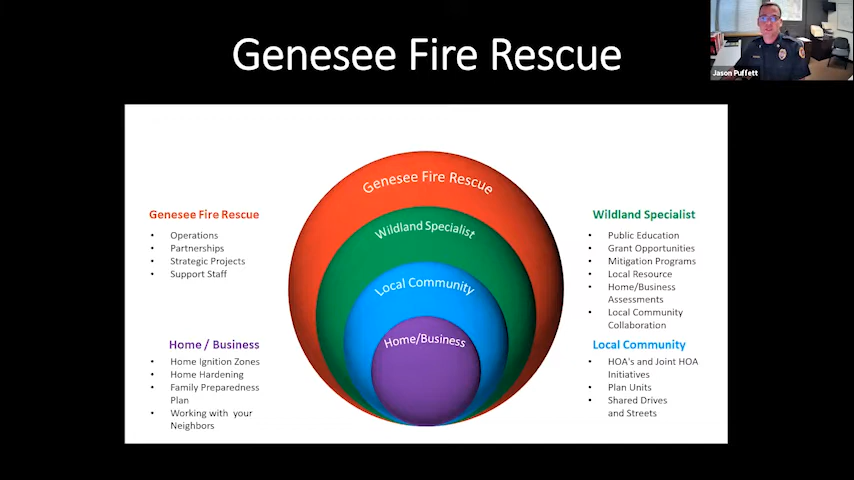 Genesee Fire Rescue
Jason Puffett
Genesee Fire Rescue
Wildland Specialist
Local Community
Home/Business
Genesee Fire Rescue
• Operations
• Partnerships
• Strategic Projects
• Support Staff
Home / Business
• Home Ignition Zones
• Home Hardening
• Family Preparedness
Plan
• Working with your
Neighbors
Wildland Specialist
• Public Education
• Grant Opportunities
• Mitigation Programs
• Local Resource
• Home/Business
Assessments
• Local Community
Collaboration
Local Community
• HOA's and Joint HOA
Initiatives
• Plan Units
• Shared Drives
and Streets